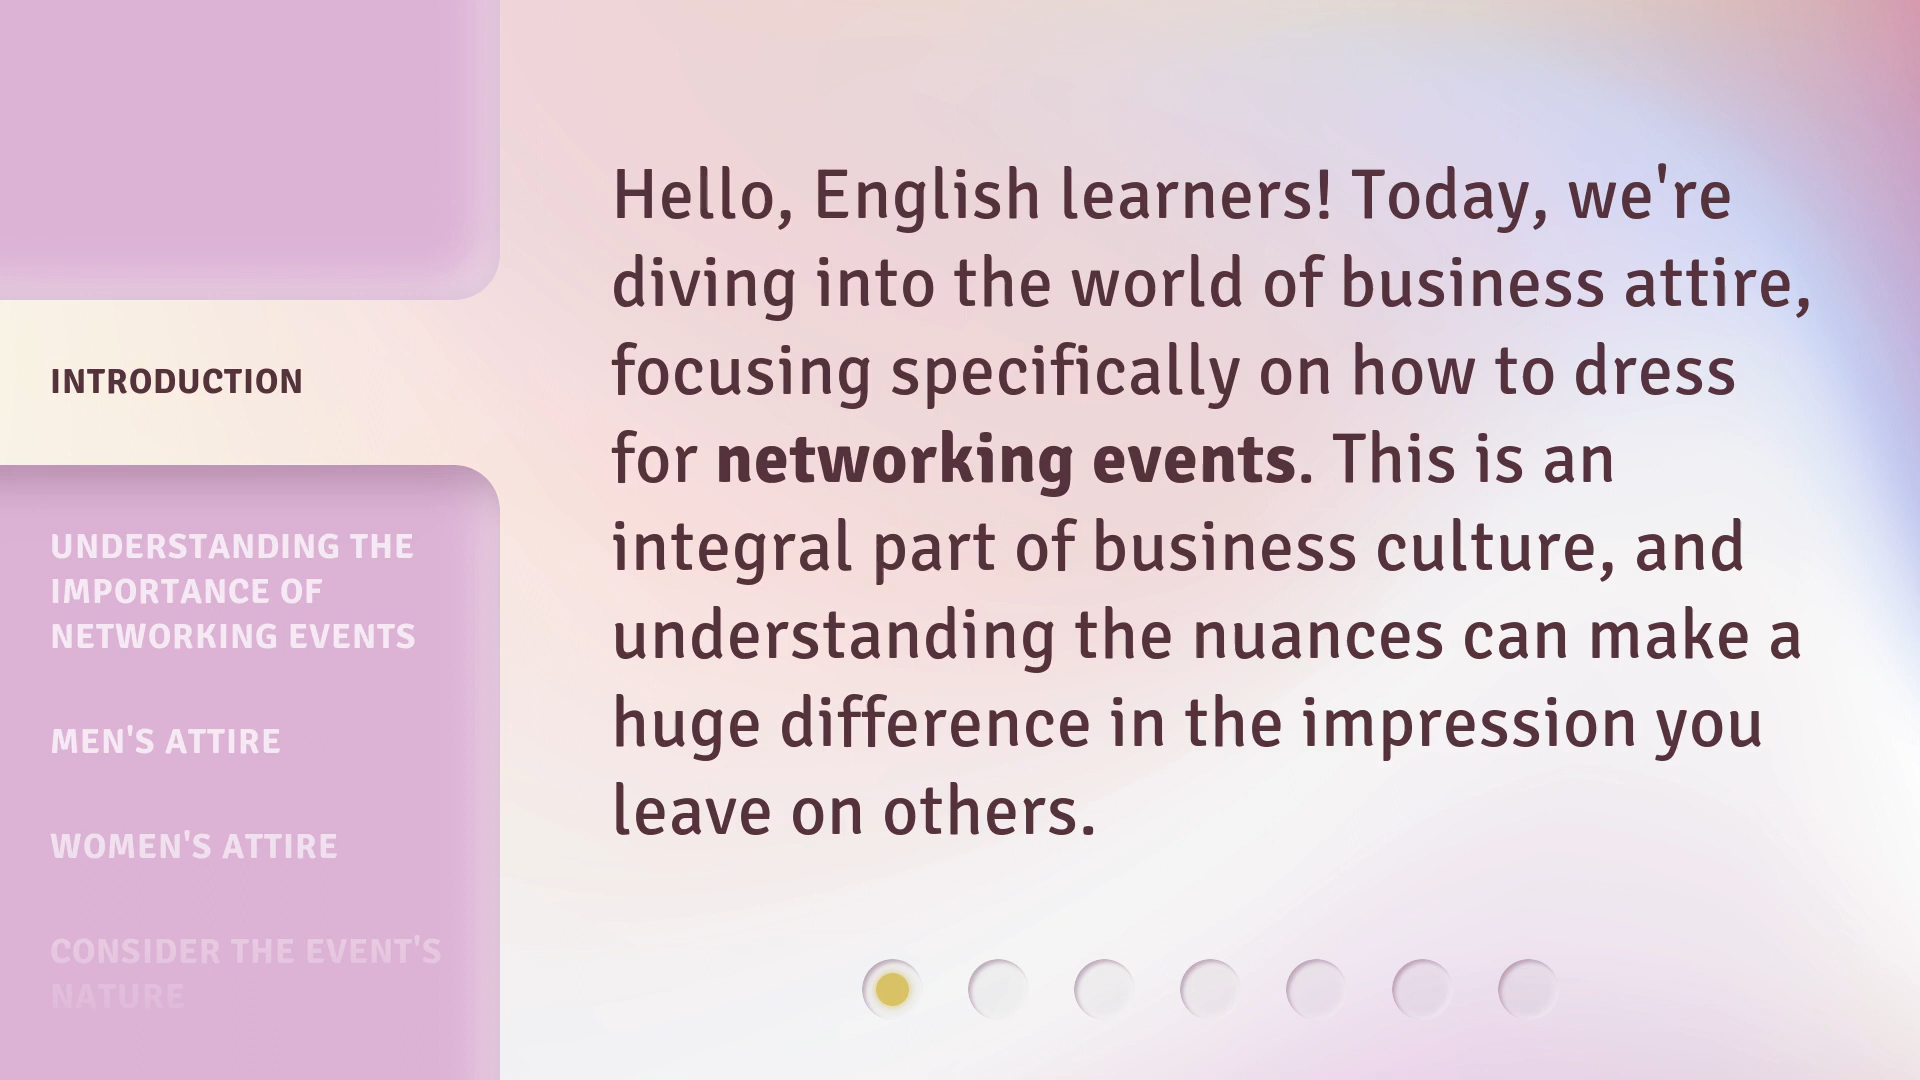 INTRODUCTION
UNDERSTANDING THE
IMPORTANCE OF
NETWORKING EVENTS
MEN'S ATTIRE
WOMEN'S ATTIRE
CONSIDER THE EVENT'S
NATURE
Hello, English learners! Today, we're
diving into the world of business attire,
focusing specifically on how to dress
for networking events. This is an
integral part of business culture, and
understanding the nuances can make a
huge difference in the impression you
leave on others.